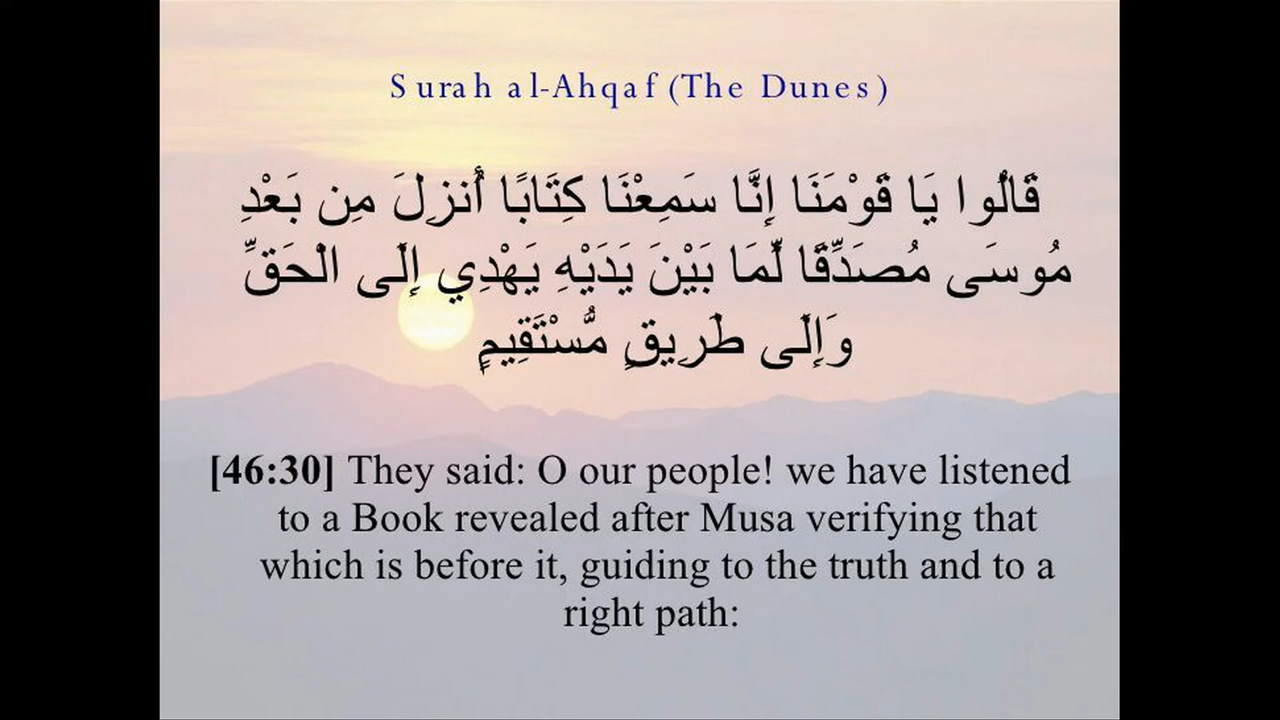 Surah al-Ahqaf (The Dunes)
قَالُوا يَا قَوْمَنَا إِنَّا سَمِعْنَا كِتَابًا أُنزِلَ مِن بَعْدِ
مُوسَى مُصَدِّقًا لِّمَا بَيْنَ يَدَيْهِ يَهْدِي إِلَى الْحَقِّ
وَإِلَى طَرِيقٍ مُّسْتَقِيمٍ
[46:30] They said: O our people! we have listened
to a Book revealed after Musa verifying that
which is before it, guiding to the truth and to a
right path: